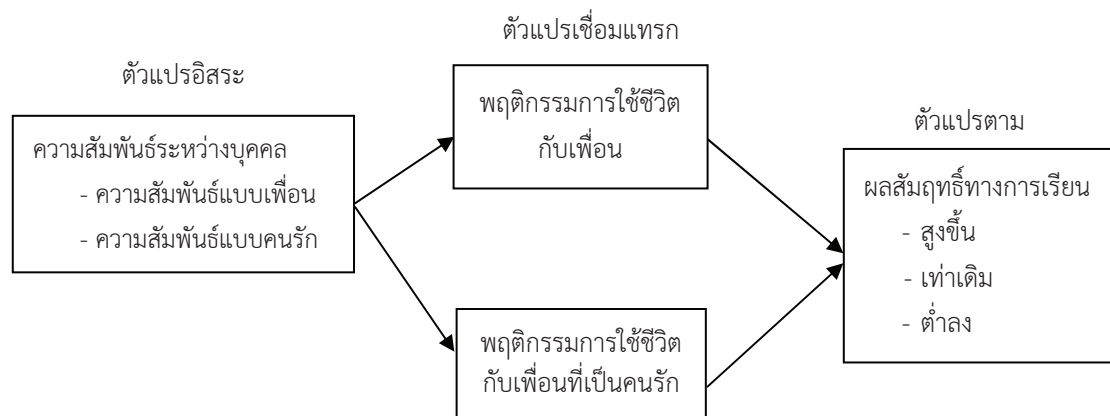 ตัวแปรอิสระ
ความสัมพันธ์ระหว่างบุคคล
- ความสัมพันธ์แบบเพื่อน
- ความสัมพันธ์แบบคนรัก
ตัวแปรเชื่อมแทรก
พฤติกรรมการใช้ชีวิต
กับเพื่อน
พฤติกรรมการใช้ชีวิต
กับเพื่อนที่เป็นคนรัก
ตัวแปรตาม
ผลสัมฤทธิ์ทางการเรียน
- สูงขึ้น
- เท่าเดิม
- ต่ำลง